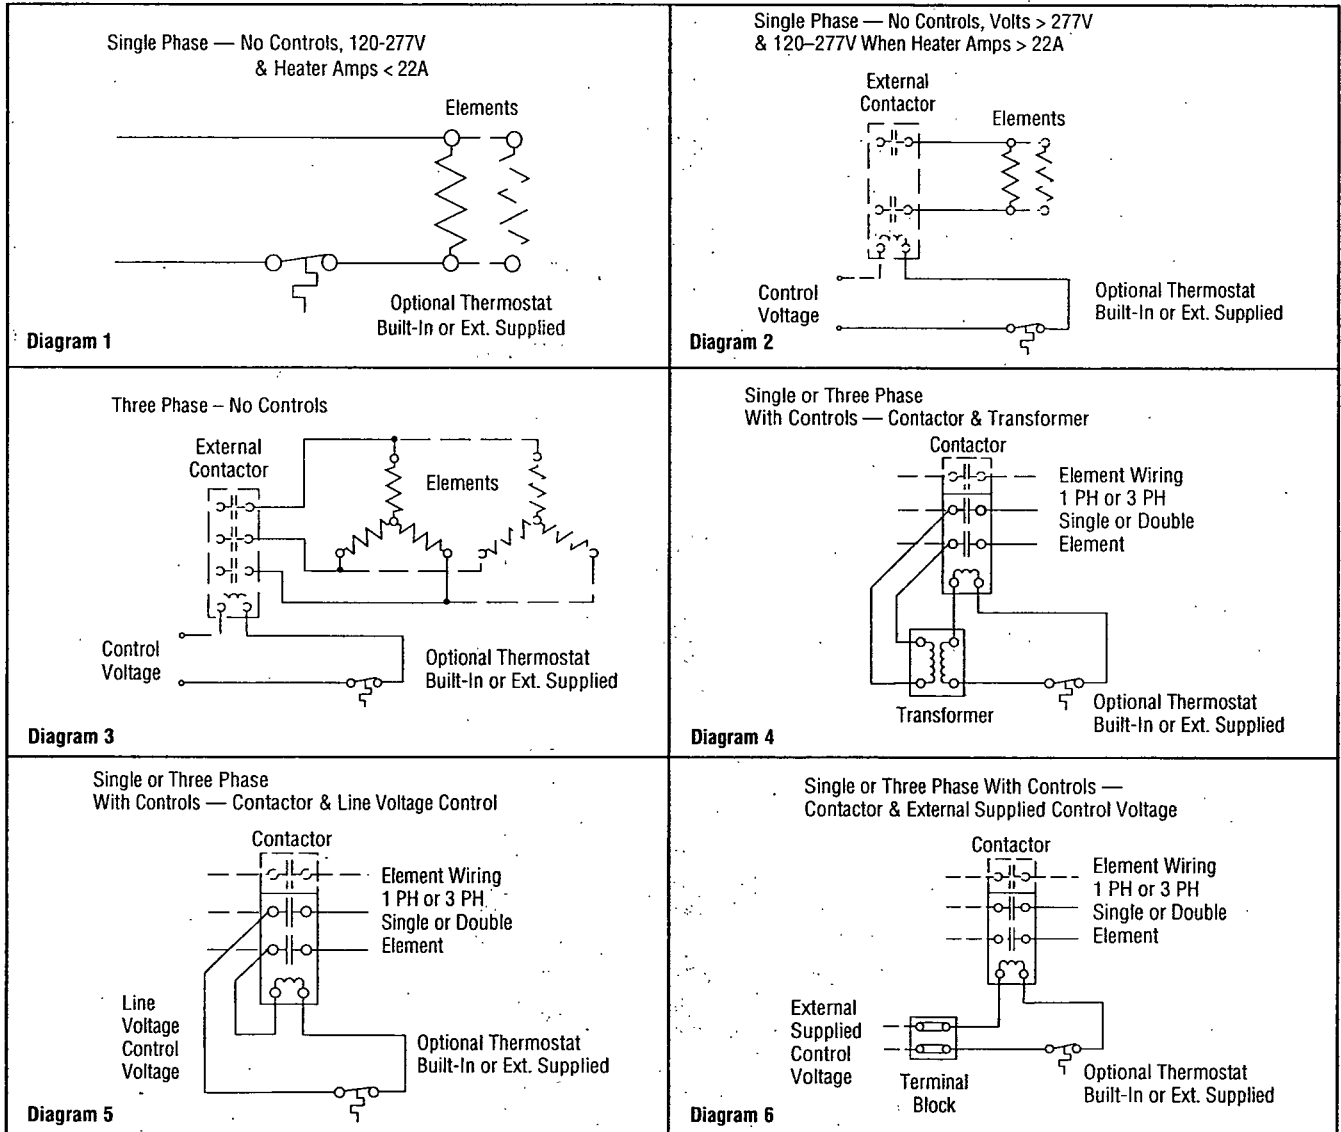 Single Phase — No Controls, 120-277V
& Heater Amps < 22A
Elements
Optional Thermostat
Built-In or Ext. Supplied
Diagram 1
Single Phase — No Controls, Volts > 277V
& 120–277V When Heater Amps > 22A
External
Contactor
Elements
Control
Voltage
Optional Thermostat
Built-In or Ext. Supplied
Diagram 2
Three Phase – No Controls
External
Contactor
Elements
Control
Voltage
Optional Thermostat
Built-In or Ext. Supplied
Diagram 3
Single or Three Phase
With Controls — Contactor & Transformer
Contactor
Element Wiring
1 PH or 3 PH
Single or Double
Element
Transformer
Optional Thermostat
Built-In or Ext. Supplied
Diagram 4
Single or Three Phase
With Controls — Contactor & Line Voltage Control
Contactor
Element Wiring
1 PH or 3 PH
Single or Double
Element
Line
Voltage
Control
Voltage
Optional Thermostat
Built-In or Ext. Supplied
Diagram 5
Single or Three Phase With Controls —
Contactor & External Supplied Control Voltage
Contactor
Element Wiring
1 PH or 3 PH
Single or Double
Element
External
Supplied
Control
Voltage
Terminal
Block
Optional Thermostat
Built-In or Ext. Supplied
Diagram 6